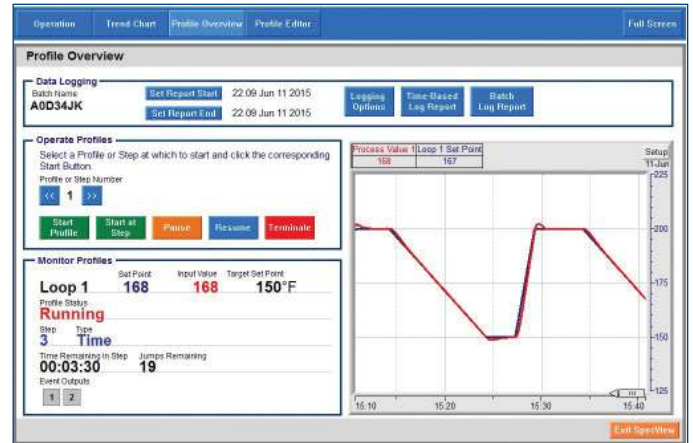 Operation Trend Chart Profile Overview Profile Editor Full Screen
Profile Overview
Data Logging
Batch Name
A0D34JK
Set Report Start 22:09 Jun 11 2015
Set Report End 22:09 Jun 11 2015
Logging Options
Time-Based Log Report
Batch Log Report
Operate Profiles
Select a Profile or Step at which to start and click the corresponding
Start Button.
Profile or Step Number
<< 1 >>
Start Profile
Start at Step
Pause
Resume
Terminate
Monitor Profiles
Set Point Input Value Target Set Point
Loop 1 168 168 150°F
Profile Status
Running
Step Type
3 Time
Time Remaining in Step Jumps Remaining
00:03:30 19
Event Outputs
1 2
Process Value 1 Loop 1 Set Point
168 167
Setup
11-Jun
225
200
175
150
125
15:10 15:20 15:30 15:40
Exit SpecView